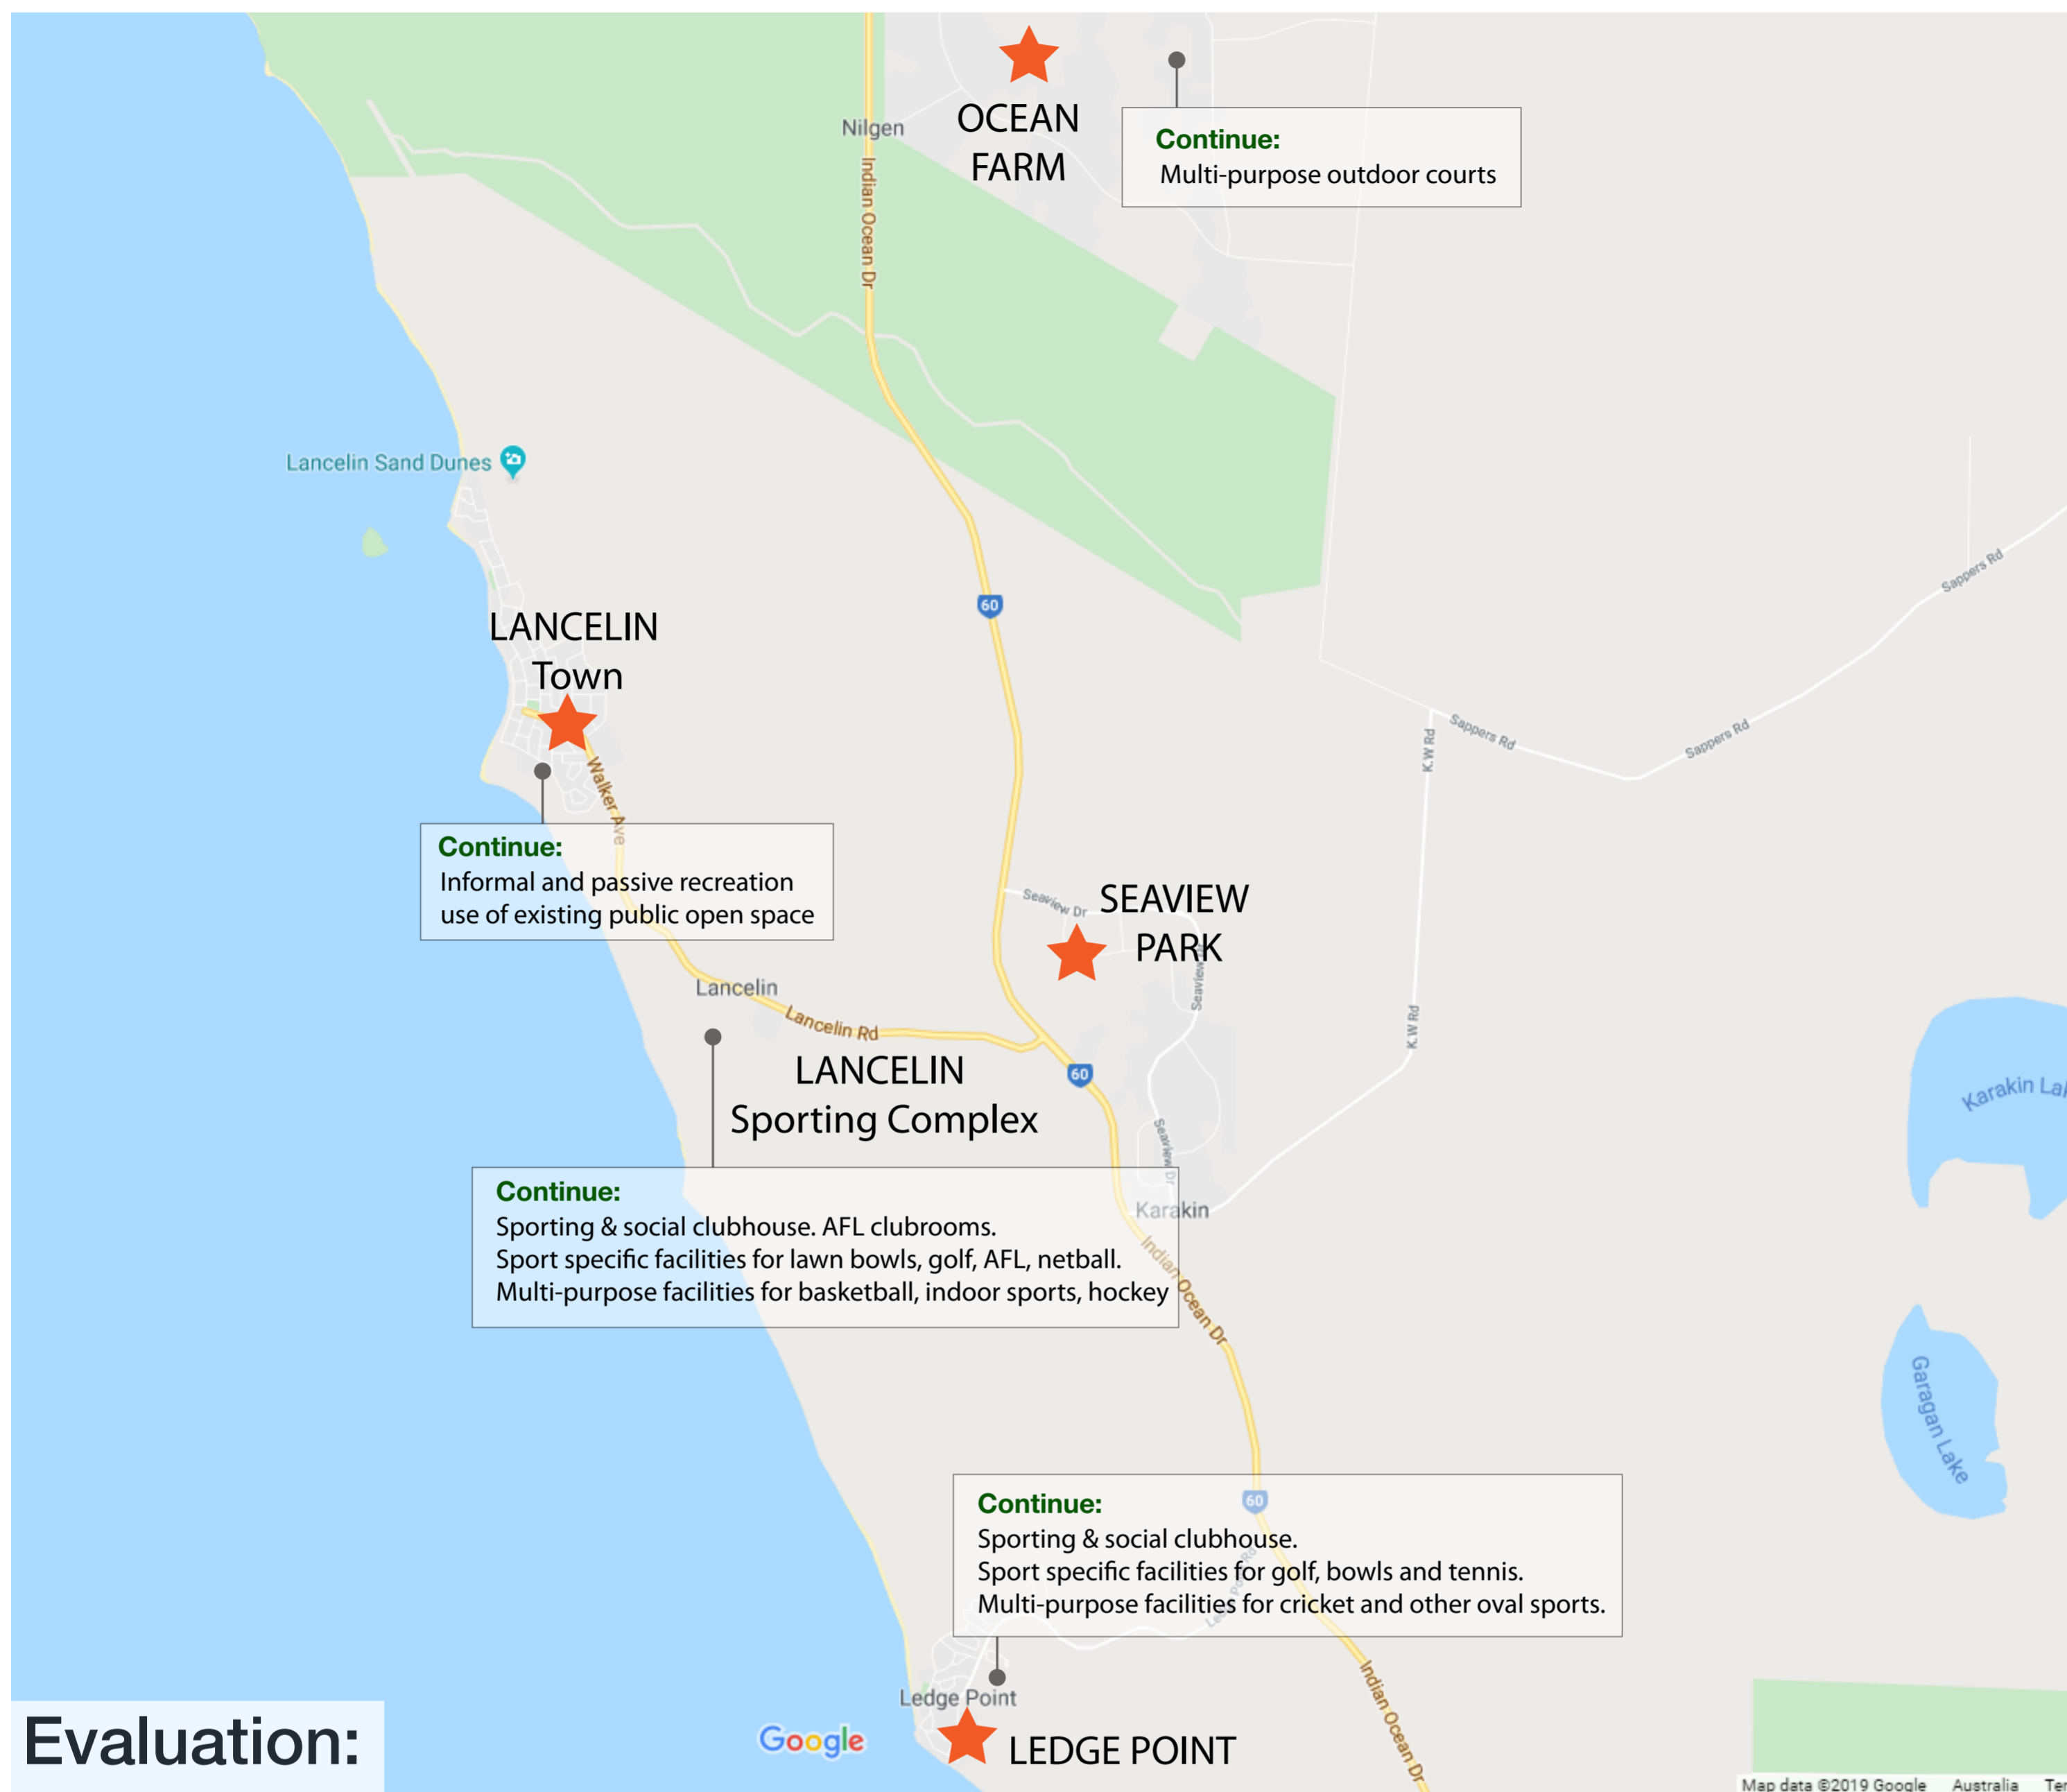 OCEAN
FARM
Nilgen
Continue:
Multi-purpose outdoor courts
Indian Ocean Dr
Lancelin Sand Dunes
60
Sappers Rd
LANCELIN
Town
Sappers Rd
Sappers Rd
K.W Rd
Walker Ave
Continue:
Informal and passive recreation
use of existing public open space
Seaview Dr
SEAVIEW
PARK
Seaview Dr
Lancelin
Lancelin Rd
K.W Rd
LANCELIN
Sporting Complex
60
Karakin
Seaview Dr
Continue:
Sporting & social clubhouse. AFL clubrooms.
Sport specific facilities for lawn bowls, golf, AFL, netball.
Multi-purpose facilities for basketball, indoor sports, hockey
Karakin
Indian Ocean Dr
Garagan Lake
Continue:
60
Sporting & social clubhouse.
Sport specific facilities for golf, bowls and tennis.
Multi-purpose facilities for cricket and other oval sports.
Ledge Point
Indian Ocean Dr
Evaluation:
Google
LEDGE POINT
Map data ©2019 Google Australia